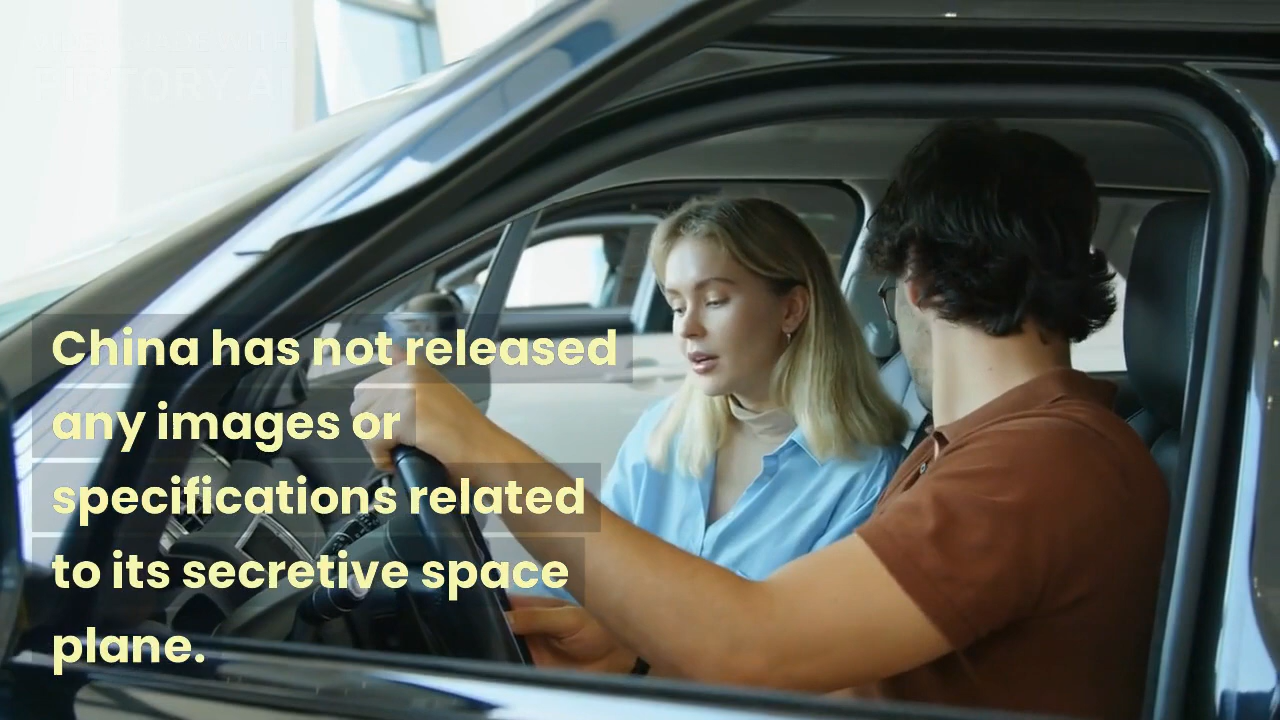 China has not released
any images or
specifications related
to its secretive space
plane.